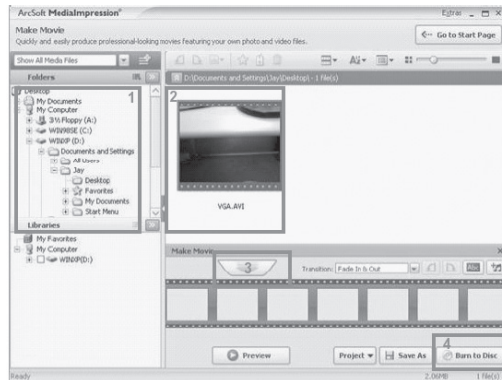 ArcSoft MediaImpression®
Extras
Make Movie
Quickly and easily produce professional-looking movies featuring your own photo and video files.
Go to Start Page
Show All Media Files
Folders
D:\Documents and Settings\Jay\Desktop\ - 1 file(s)
Desktop
1
2
My Documents
My Computer
3½ Floppy (A:)
WIN98SE (C:)
WINXP (D:)
Documents and Settings
All Users
Jay
Desktop
Favorites
My Documents
Start Menu
VGA.AVI
Libraries
My Favorites
My Computer
WINXP(D:)
Make Movie
3
Transition: Fade In & Out
4
Preview
Project
Save As
Burn to Disc
Ready
2.06MB
1 file(s)